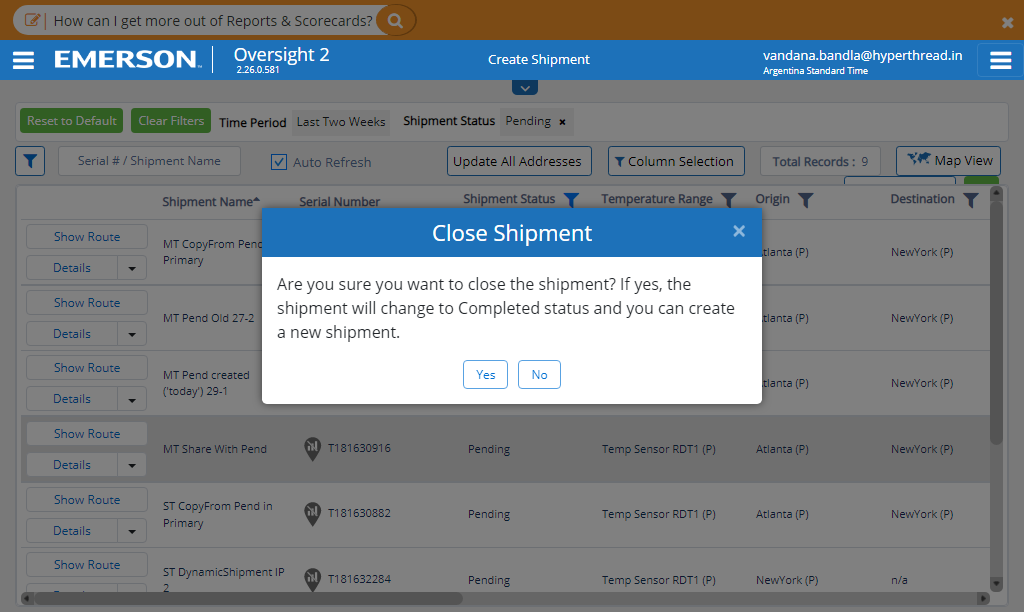 How can I get more out of Reports & Scorecards?
EMERSON
Oversight 2
2.26.0.581
Create Shipment
vandana.bandla@hyperthread.in
Argentina Standard Time
Reset to Default
Clear Filters
Time Period
Last Two Weeks
Shipment Status
Pending ×
Serial # / Shipment Name
Auto Refresh
Update All Addresses
Column Selection
Total Records : 9
Map View
Shipment Name
Serial Number
Shipment Status
Temperature Range
Origin
Destination
Show Route
Details
MT CopyFrom Pend
Primary
Atlanta (P)
NewYork (P)
Show Route
Details
MT Pend Old 27-2
Atlanta (P)
NewYork (P)
Show Route
Details
MT Pend created
('today') 29-1
Atlanta (P)
NewYork (P)
Close Shipment ×
Are you sure you want to close the shipment? If yes, the
shipment will change to Completed status and you can create
a new shipment.
Yes
No
Show Route
Details
MT Share With Pend
T181630916
Pending
Temp Sensor RDT1 (P)
Atlanta (P)
NewYork (P)
Show Route
Details
ST CopyFrom Pend in
Primary
T181630882
Pending
Temp Sensor RDT1 (P)
Atlanta (P)
NewYork (P)
Show Route
ST DynamicShipment IP
2
T181632284
Pending
Temp Sensor RDT1 (P)
NewYork (P)
n/a